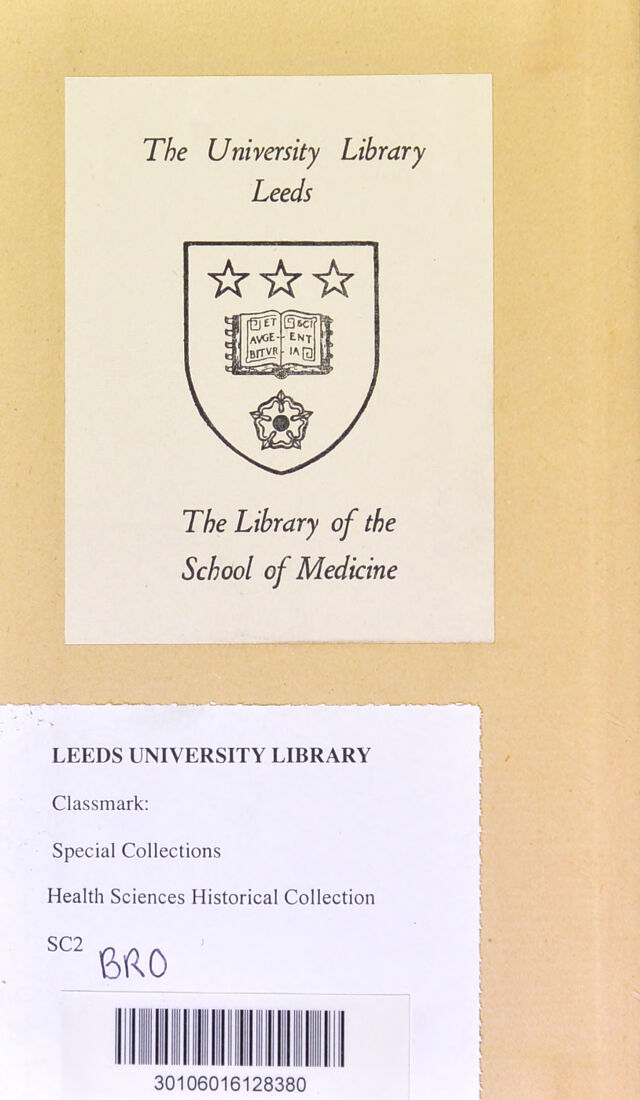 The University Library
Leeds
ET
AVGE-
BITVR-
&SCI
ENT
IA
The Library of the
School of Medicine
LEEDS UNIVERSITY LIBRARY
Classmark:
Special Collections
Health Sciences Historical Collection
SC2 BRO
30106016128380